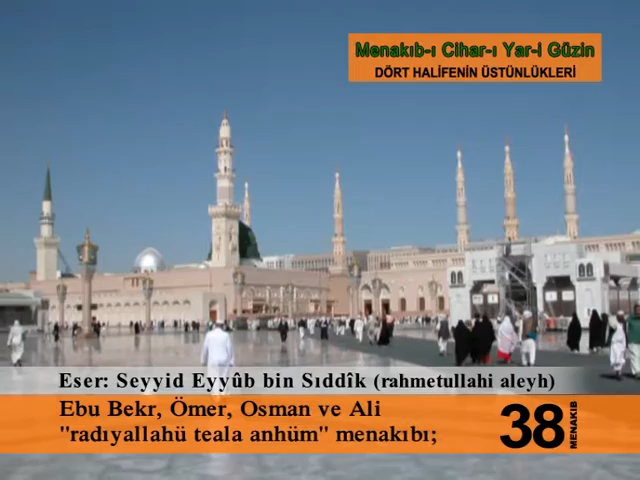 Menakıb-ı Cihar-ı Yar-i Güzin
DÖRT HALİFENİN ÜSTÜNLÜKLERİ
Eser: Seyyid Eyyûb bin Sıddîk (rahmetullahi aleyh)
Ebu Bekr, Ömer, Osman ve Ali
"radıyallahü teala anhüm" menakıbı;
38
MENAKIB